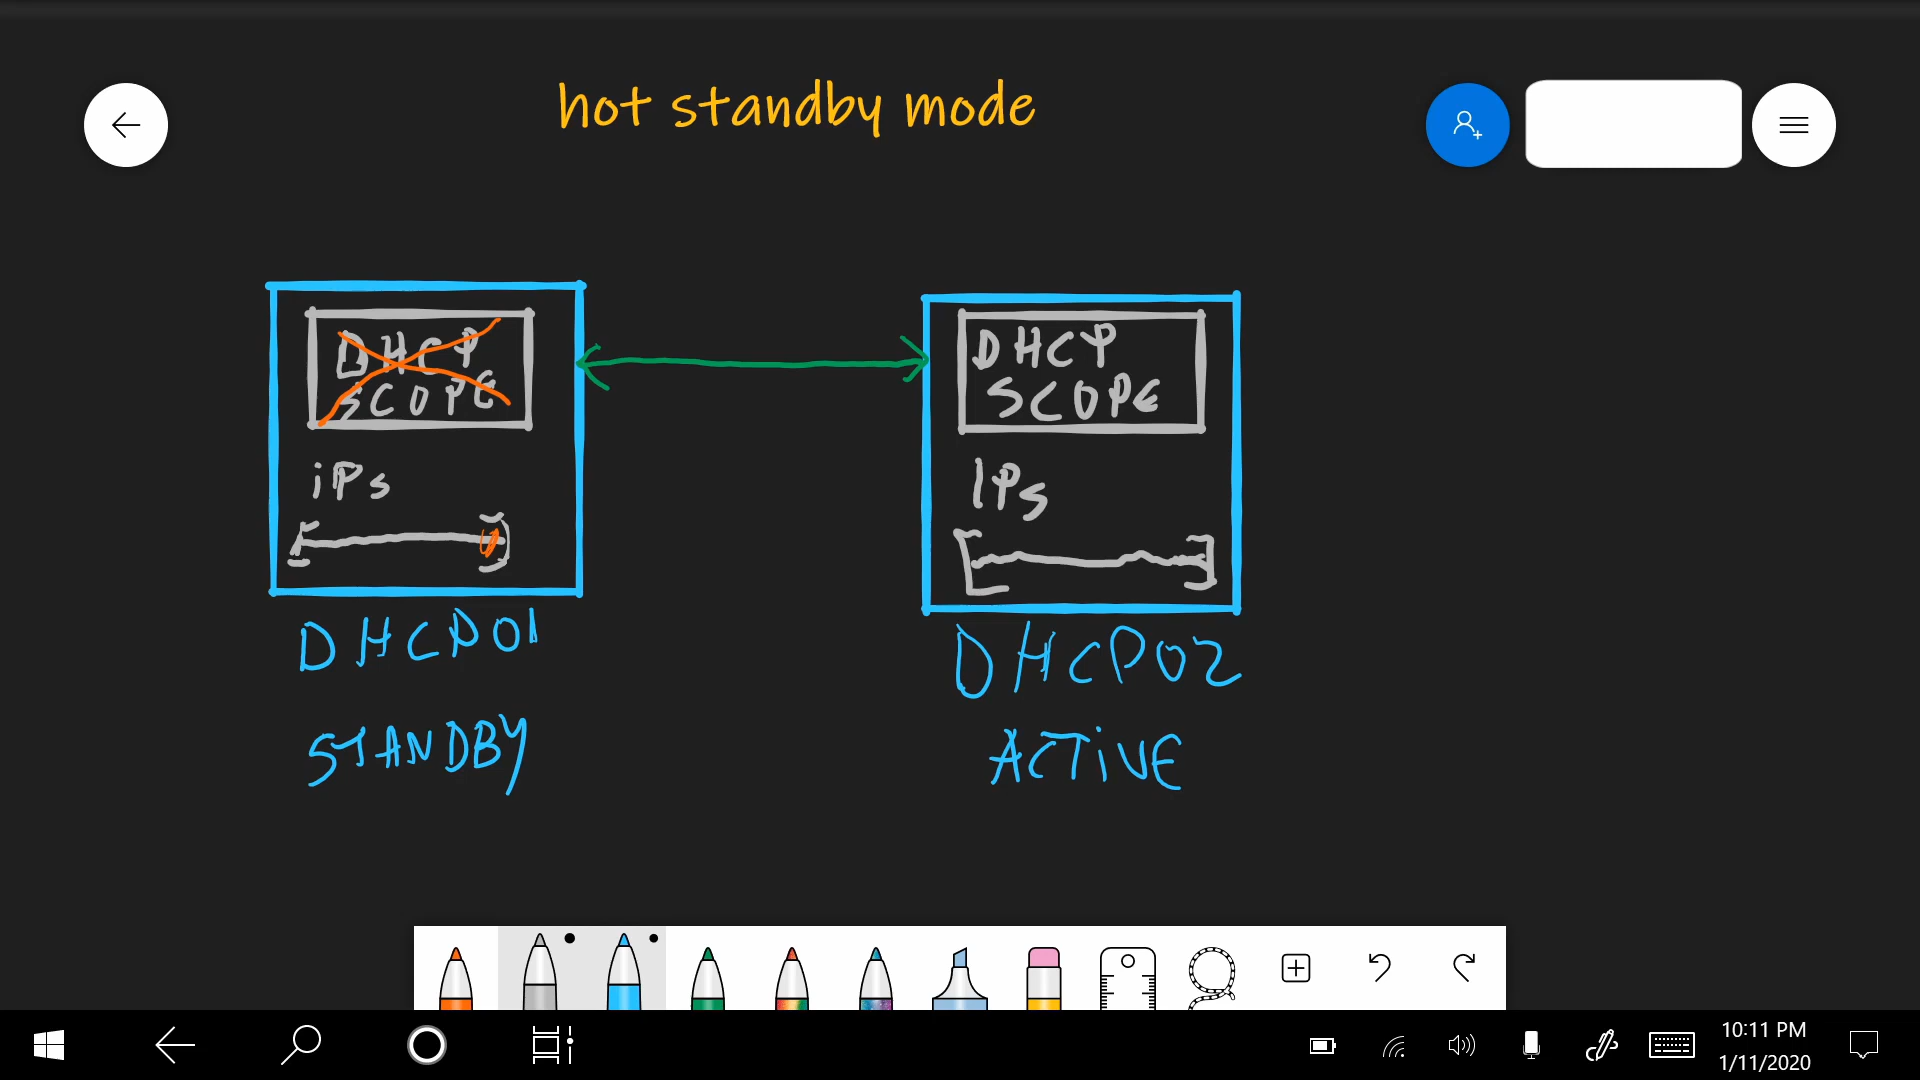 hot standby mode
DHCP
SCOPE
iPs
DHCP01
STANDBY
DHCP
SCOPE
IPs
DHCP02
ACTiVE
10:11 PM
1/11/2020